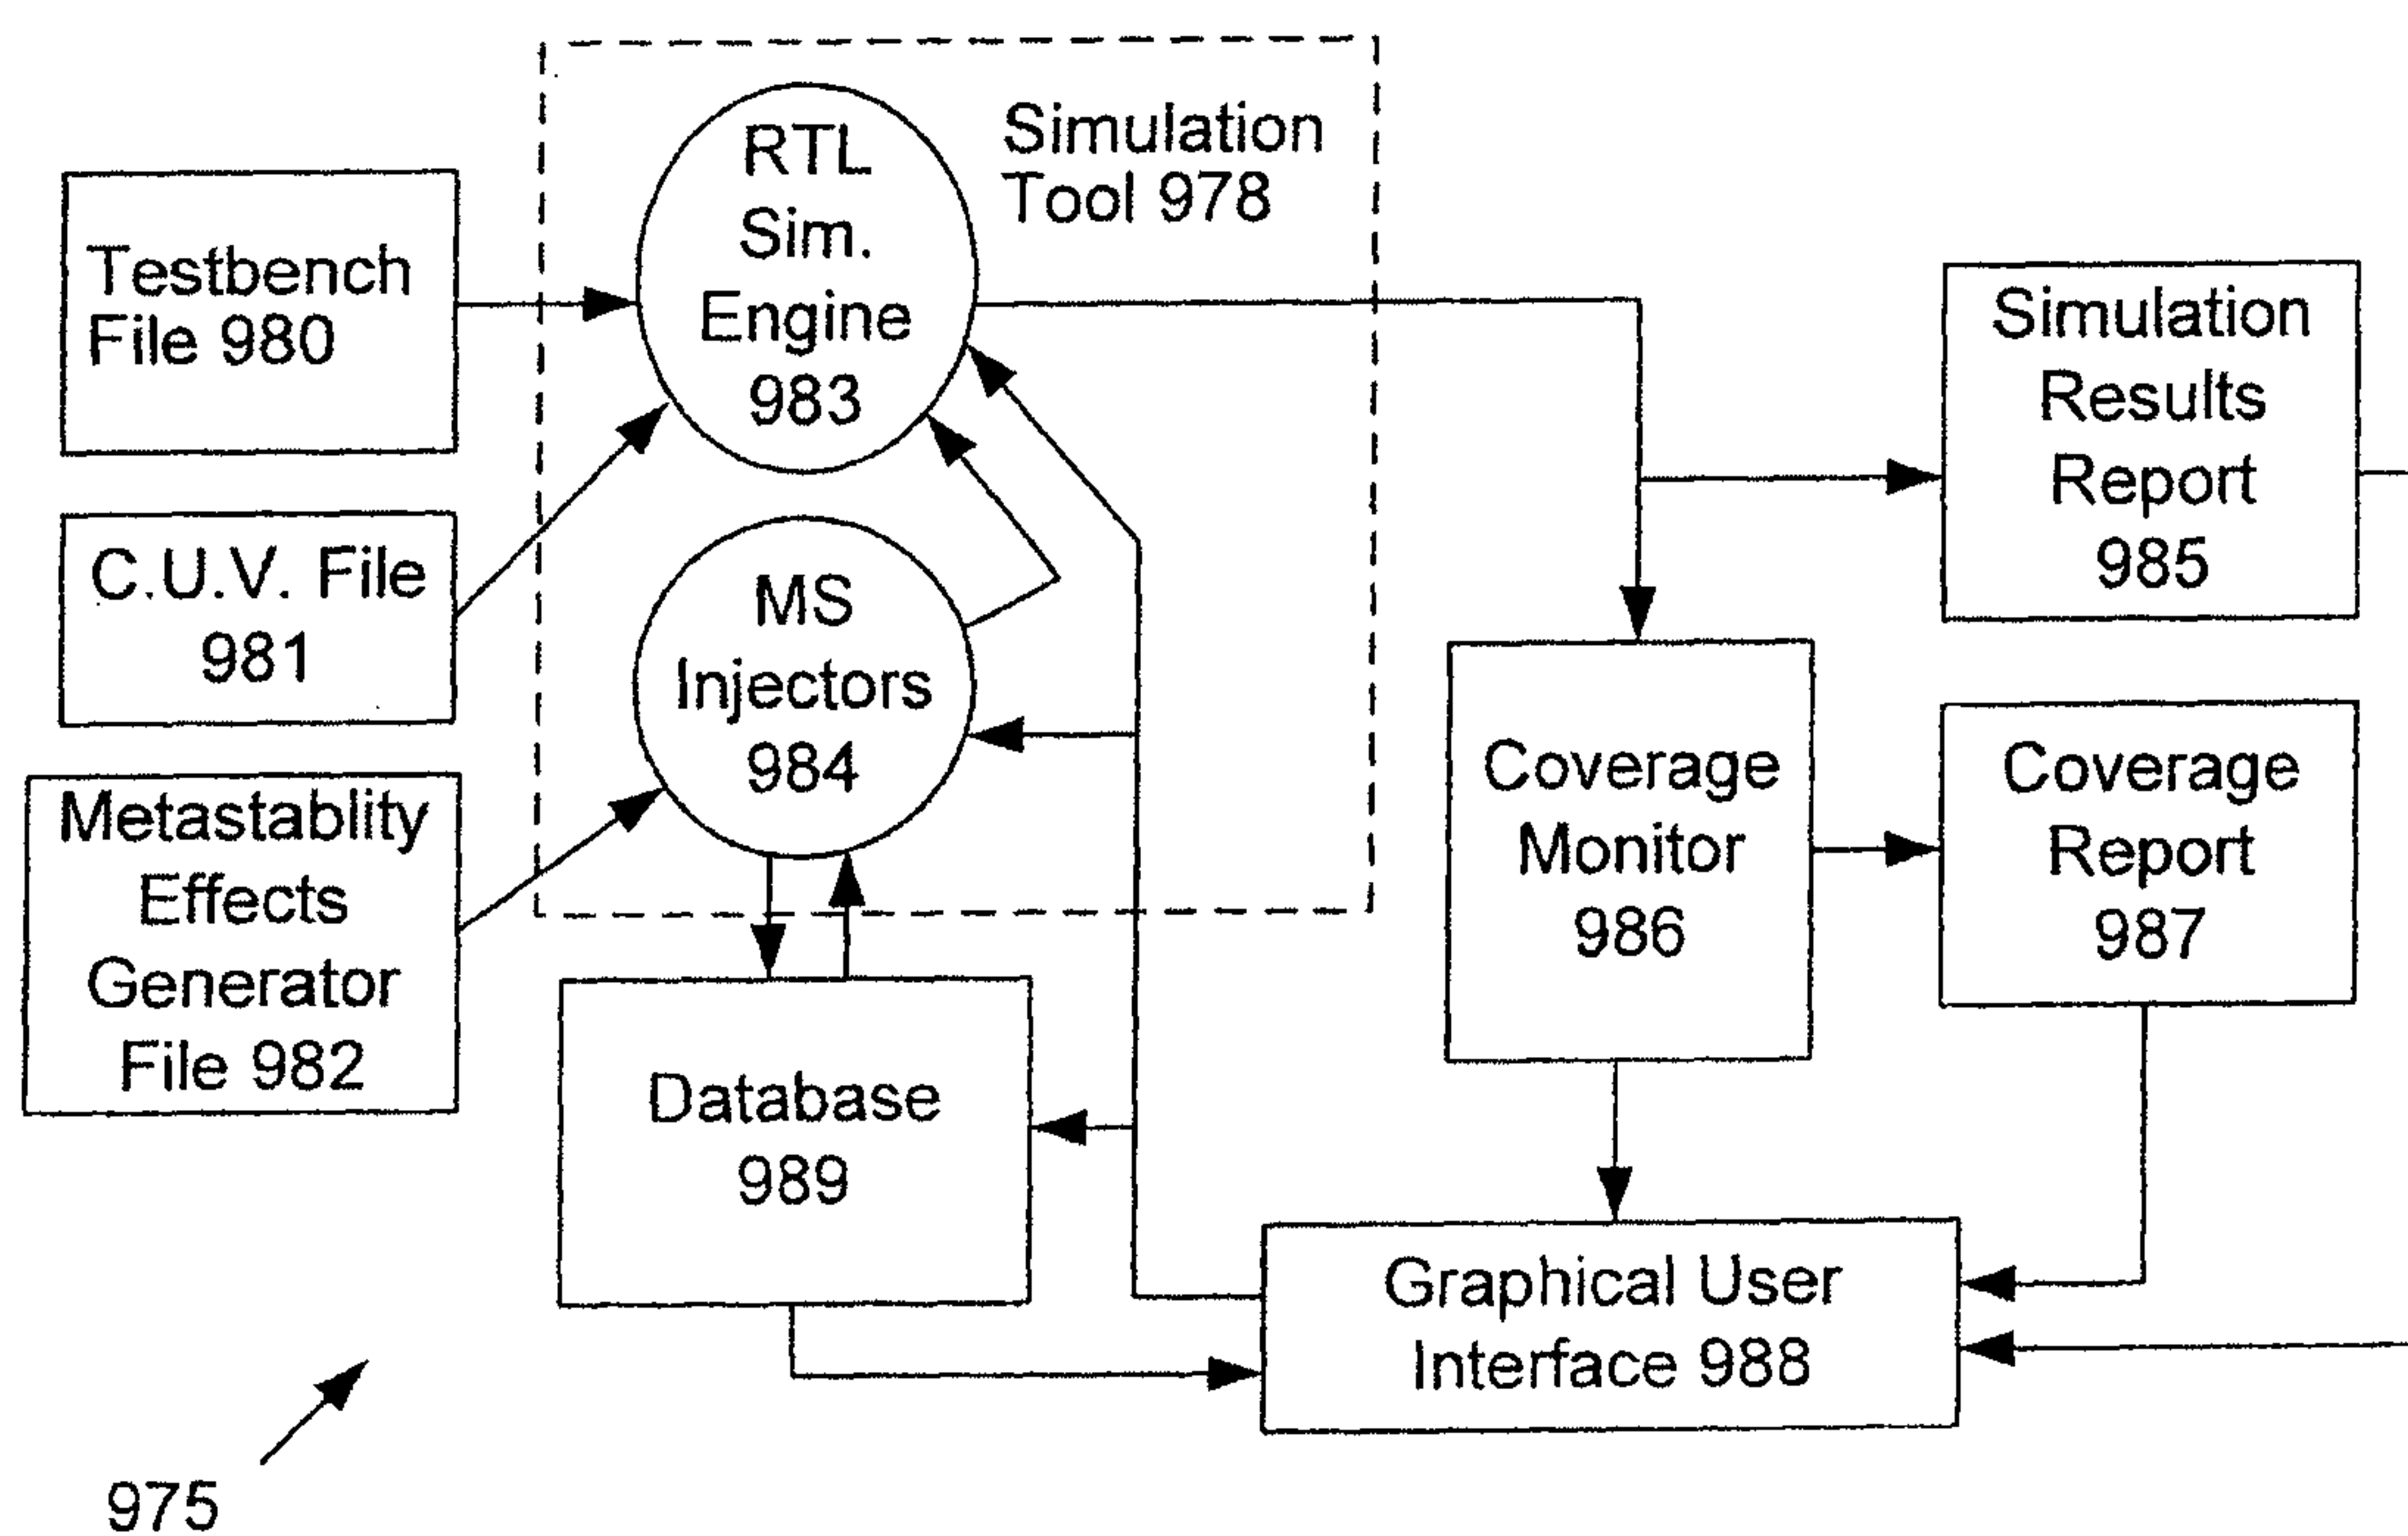 RTL
Sim.
Engine
983
Simulation
Tool 978
Testbench
File 980
Simulation
Results
Report
985
C.U.V. File
981
MS
Injectors
984
Metastablity
Effects
Generator
File 982
Coverage
Monitor
986
Coverage
Report
987
Database
989
Graphical User
Interface 988
975